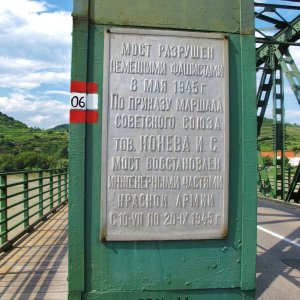 МОСТ РАЗРУШЕН
НЕМЕЦКИМИ ФАШИСТАМИ
8 МАЯ 1945 Г.
ПО ПРИКАЗУ МАРШАЛА
СОВЕТСКОГО СОЮЗА
ТОВ. КОНЕВА И С.
МОСТ ВОССТАНОВЛЕН
ИНЖЕНЕРНЫМИ ЧАСТЯМИ
КРАСНОЙ АРМИИ
С 10-VII ПО 20-IX 1945 Г.
06